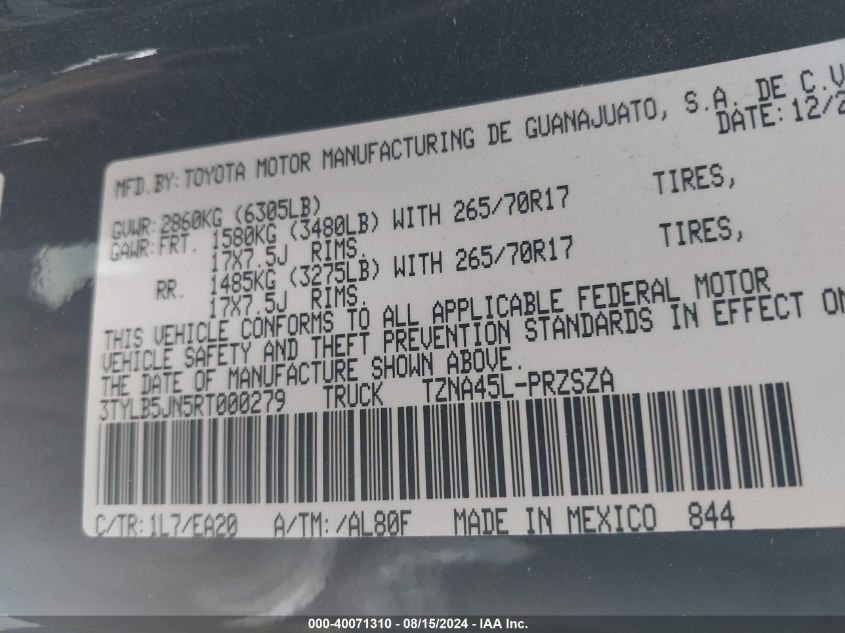 MFD.BY: TOYOTA MOTOR MANUFACTURING DE GUANAJUATO, S.A. DE C.V
DATE: 12/2
GVWR: 2860KG (6305LB)
GAWR: FRT. 1580KG (3480LB) WITH 265/70R17 TIRES,
17X7.5J RIMS.
RR. 1485KG (3275LB) WITH 265/70R17 TIRES,
17X7.5J RIMS.
THIS VEHICLE CONFORMS TO ALL APPLICABLE FEDERAL MOTOR
VEHICLE SAFETY AND THEFT PREVENTION STANDARDS IN EFFECT ON
THE DATE OF MANUFACTURE SHOWN ABOVE.
3TYLB5JN5RT000279 TRUCK TZNA45L-PRZSZA
C/TR: 1L7/EA20 A/TM: /AL80F MADE IN MEXICO 844
000-40071310 - 08/15/2024 - IAA Inc.